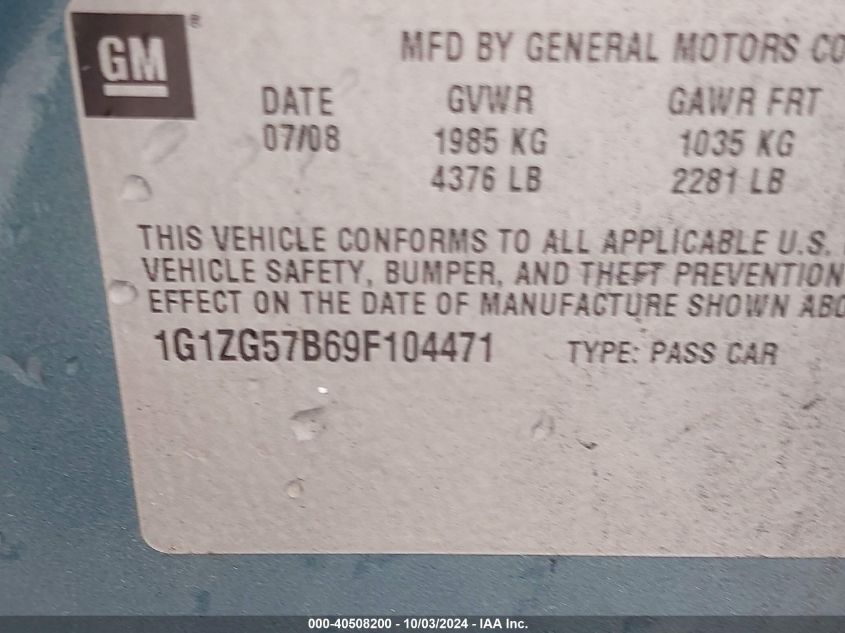 GM®
MFD BY GENERAL MOTORS CO
DATE GVWR GAWR FRT
07/08 1985 KG 1035 KG
4376 LB 2281 LB
THIS VEHICLE CONFORMS TO ALL APPLICABLE U.S.
VEHICLE SAFETY, BUMPER, AND THEFT PREVENTION
EFFECT ON THE DATE OF MANUFACTURE SHOWN ABO
1G1ZG57B69F104471 TYPE: PASS CAR
000-40508200 - 10/03/2024 - IAA Inc.